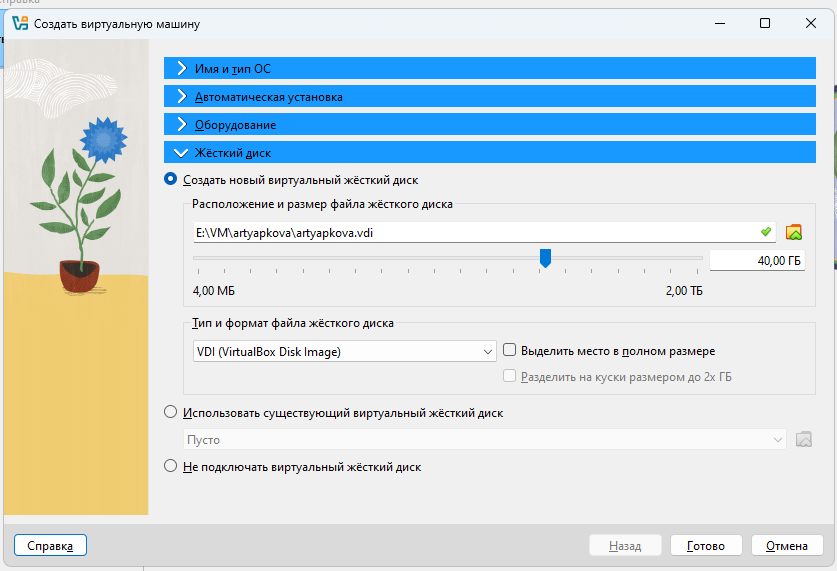 Создать виртуальную машину
Имя и тип ОС
Автоматическая установка
Оборудование
Жёсткий диск
Создать новый виртуальный жёсткий диск
Расположение и размер файла жёсткого диска
E:\VM\artyapkova\artyapkova.vdi
40,00 ГБ
4,00 МБ
2,00 ТБ
Тип и формат файла жёсткого диска
VDI (VirtualBox Disk Image)
Выделить место в полном размере
Разделить на куски размером до 2х ГБ
Использовать существующий виртуальный жёсткий диск
Пусто
Не подключать виртуальный жёсткий диск
Справка
Назад
Готово
Отмена